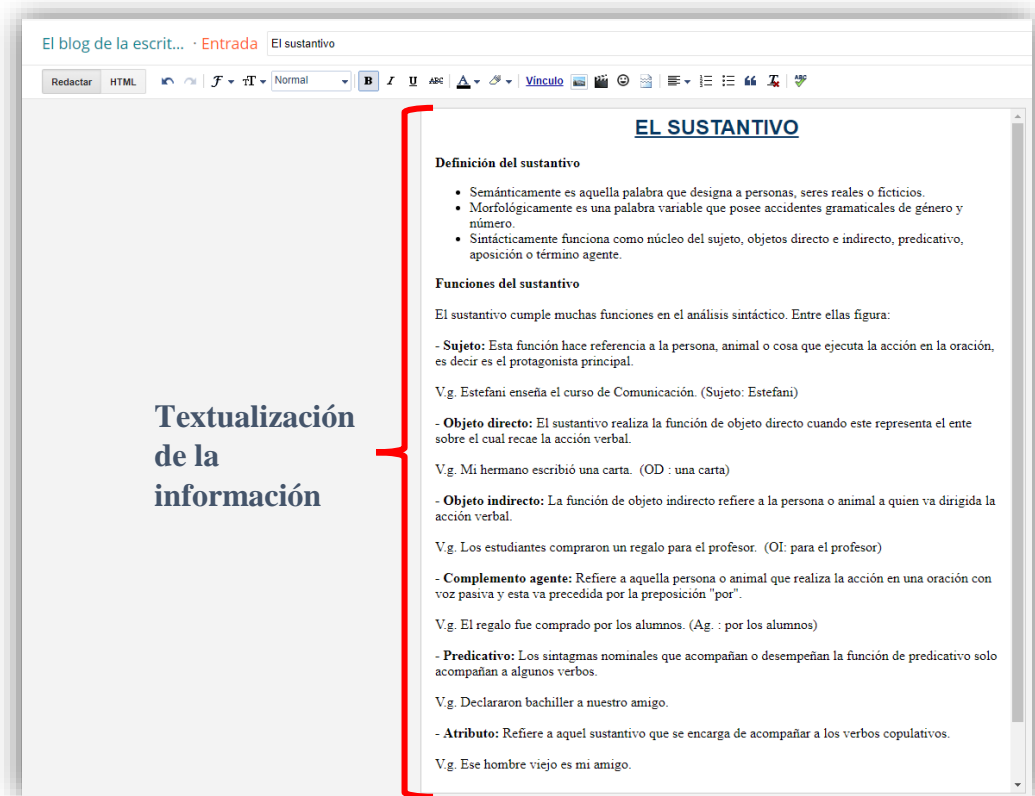 El blog de la escrit... · Entrada El sustantivo
Redactar HTML Normal B I U ABC A Vínculo
EL SUSTANTIVO
Definición del sustantivo
• Semánticamente es aquella palabra que designa a personas, seres reales o ficticios.
• Morfológicamente es una palabra variable que posee accidentes gramaticales de género y
número.
• Sintácticamente funciona como núcleo del sujeto, objetos directo e indirecto, predicativo,
aposición o término agente.
Funciones del sustantivo
El sustantivo cumple muchas funciones en el análisis sintáctico. Entre ellas figura:
- Sujeto: Esta función hace referencia a la persona, animal o cosa que ejecuta la acción en la oración,
es decir es el protagonista principal.
V.g. Estefani enseña el curso de Comunicación. (Sujeto: Estefani)
- Objeto directo: El sustantivo realiza la función de objeto directo cuando este representa el ente
sobre el cual recae la acción verbal.
V.g. Mi hermano escribió una carta. (OD : una carta)
- Objeto indirecto: La función de objeto indirecto refiere a la persona o animal a quien va dirigida la
acción verbal.
V.g. Los estudiantes compraron un regalo para el profesor. (OI: para el profesor)
- Complemento agente: Refiere a aquella persona o animal que realiza la acción en una oración con
voz pasiva y esta va precedida por la preposición "por".
V.g. El regalo fue comprado por los alumnos. (Ag. : por los alumnos)
- Predicativo: Los sintagmas nominales que acompañan o desempeñan la función de predicativo solo
acompañan a algunos verbos.
V.g. Declararon bachiller a nuestro amigo.
- Atributo: Refiere a aquel sustantivo que se encarga de acompañar a los verbos copulativos.
V.g. Ese hombre viejo es mi amigo.
Textualización
de la
información